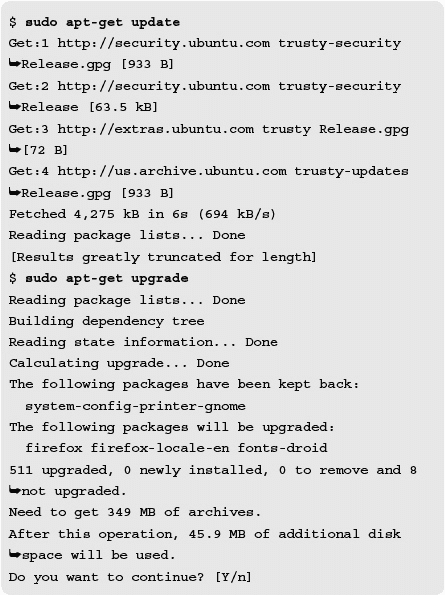 $ sudo apt-get update
Get:1 http://security.ubuntu.com trusty-security
➥Release.gpg [933 B]
Get:2 http://security.ubuntu.com trusty-security
➥Release [63.5 kB]
Get:3 http://extras.ubuntu.com trusty Release.gpg
➥[72 B]
Get:4 http://us.archive.ubuntu.com trusty-updates
➥Release.gpg [933 B]
Fetched 4,275 kB in 6s (694 kB/s)
Reading package lists... Done
[Results greatly truncated for length]
$ sudo apt-get upgrade
Reading package lists... Done
Building dependency tree
Reading state information... Done
Calculating upgrade... Done
The following packages have been kept back:
  system-config-printer-gnome
The following packages will be upgraded:
  firefox firefox-locale-en fonts-droid
511 upgraded, 0 newly installed, 0 to remove and 8
➥not upgraded.
Need to get 349 MB of archives.
After this operation, 45.9 MB of additional disk
➥space will be used.
Do you want to continue? [Y/n]